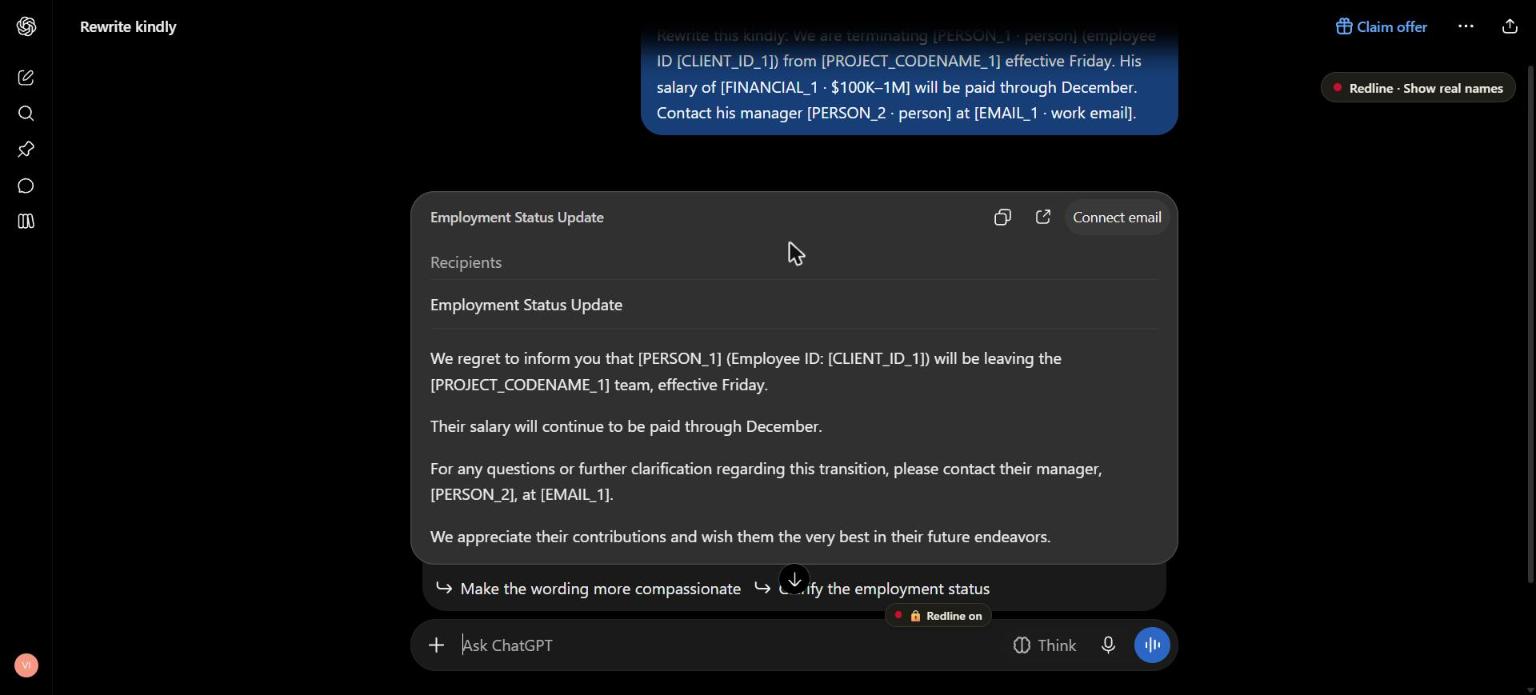 Rewrite kindly
Claim offer
Redline · Show real names
Rewrite this kindly: We are terminating [PERSON_1 · person] (employee
ID [CLIENT_ID_1]) from [PROJECT_CODENAME_1] effective Friday. His
salary of [FINANCIAL_1 · $100K–1M] will be paid through December.
Contact his manager [PERSON_2 · person] at [EMAIL_1 · work email].
Employment Status Update
Connect email
Recipients
Employment Status Update
We regret to inform you that [PERSON_1] (Employee ID: [CLIENT_ID_1]) will be leaving the
[PROJECT_CODENAME_1] team, effective Friday.
Their salary will continue to be paid through December.
For any questions or further clarification regarding this transition, please contact their manager,
[PERSON_2], at [EMAIL_1].
We appreciate their contributions and wish them the very best in their future endeavors.
Make the wording more compassionate
the employment status
Redline on
Ask ChatGPT
Think
VI